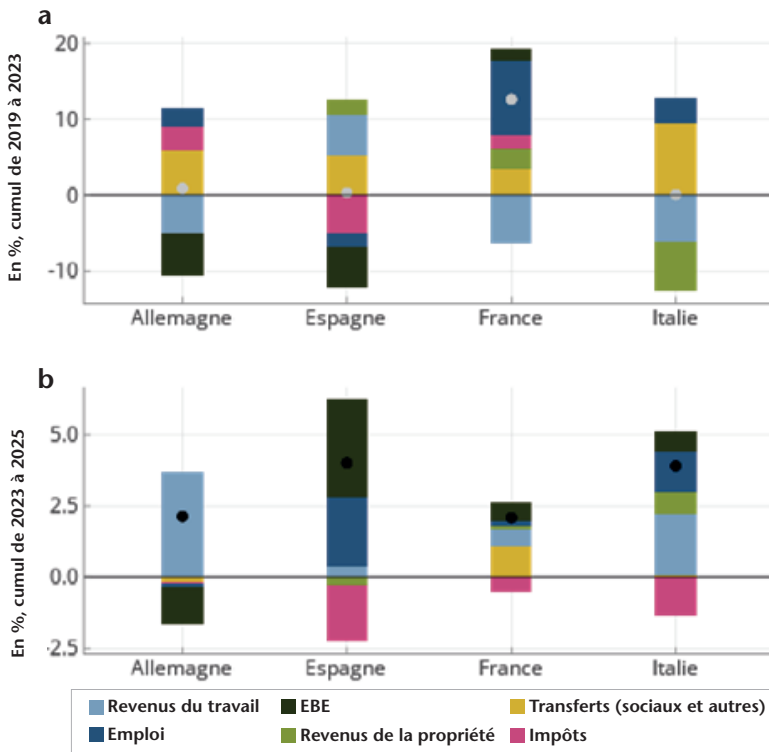 a
En %, cumul de 2019 à 2023
20
10
0
-10
Allemagne Espagne France Italie
b
En %, cumul de 2023 à 2025
5.0
2.5
0.0
-2.5
Allemagne Espagne France Italie
Revenus du travail EBE Transferts (sociaux et autres)
Emploi Revenus de la propriété Impôts